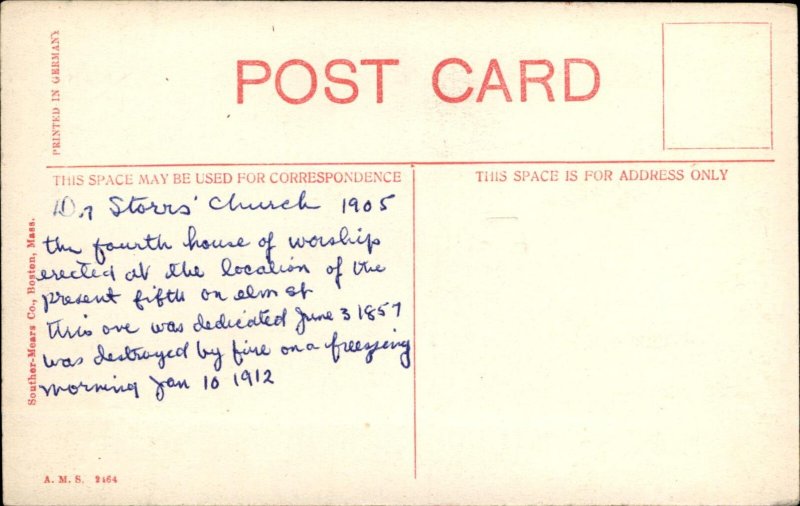 PRINTED IN GERMANY
POST CARD
THIS SPACE MAY BE USED FOR CORRESPONDENCE
THIS SPACE IS FOR ADDRESS ONLY
Dr Storrs' Church 1905
the fourth house of worship
erected at the location of the
present fifth on elm st
this one was dedicated June 3 1857
was destroyed by fire on a freezing
morning Jan 10 1912
Souther-Mears Co., Boston, Mass.
A. M. S. 2464